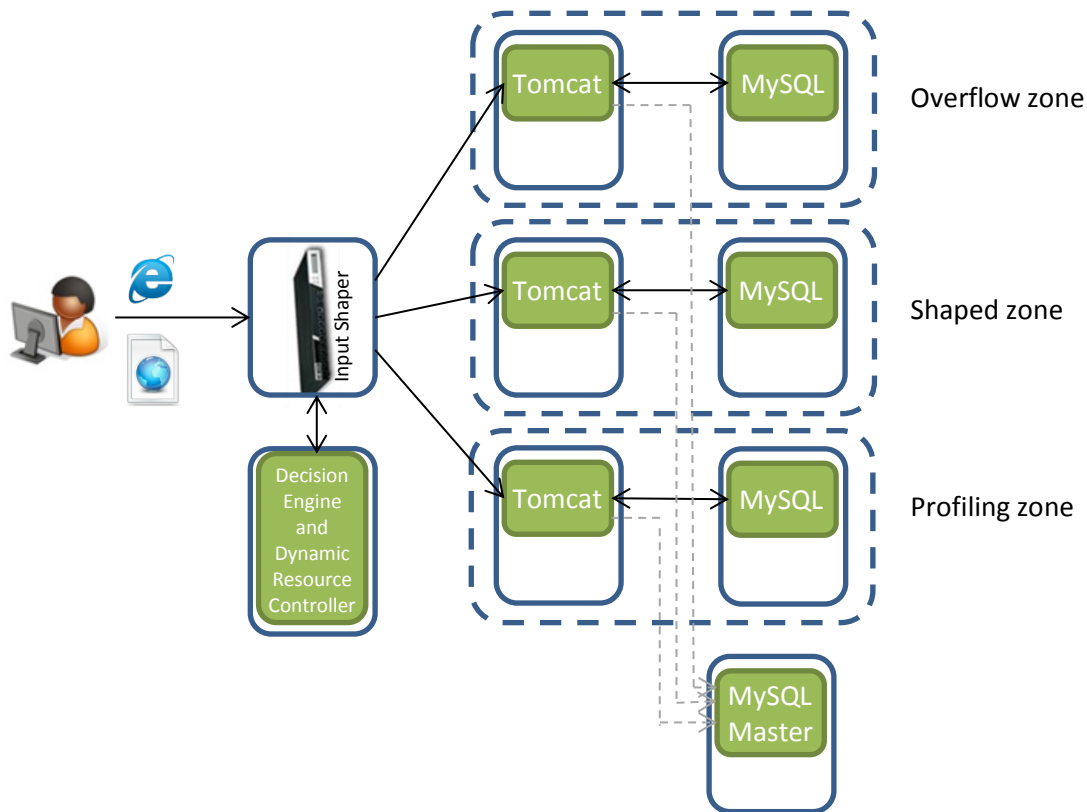 Tomcat
MySQL
Overflow zone
Input Shaper
Tomcat
MySQL
Shaped zone
Decision
Engine
and
Dynamic
Resource
Controller
Tomcat
MySQL
Profiling zone
MySQL
Master